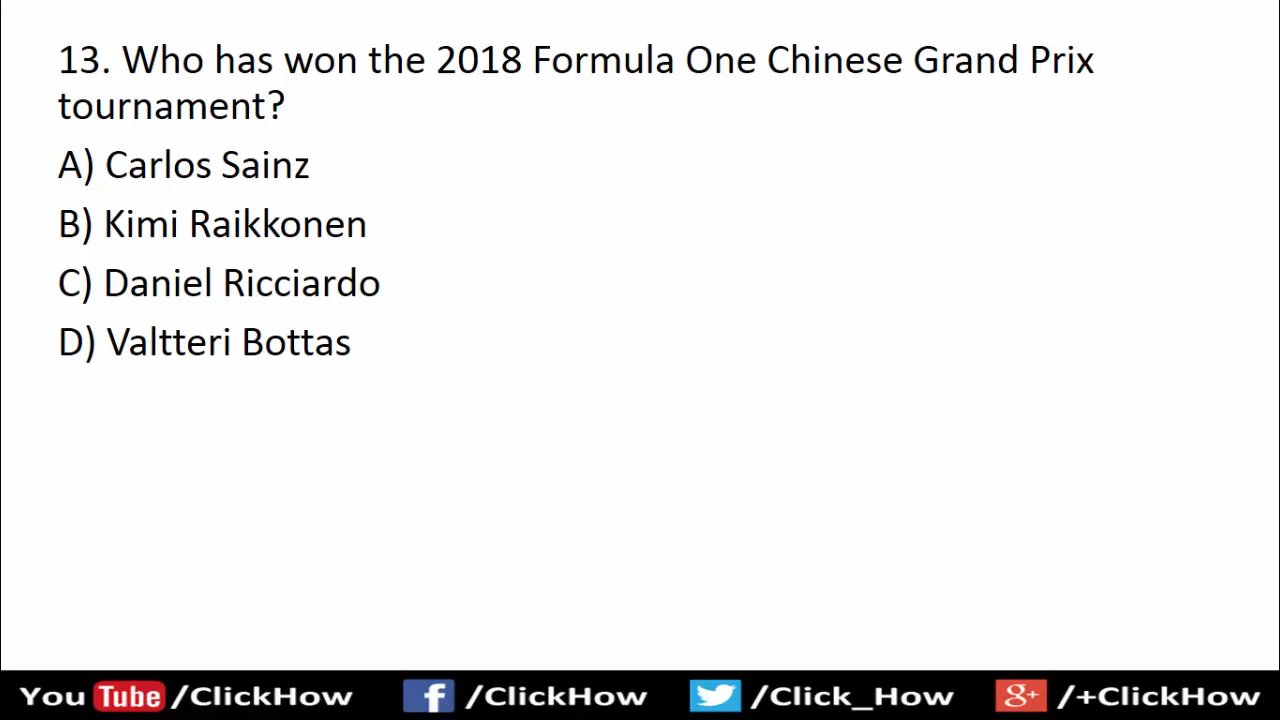 13. Who has won the 2018 Formula One Chinese Grand Prix
tournament?
A) Carlos Sainz
B) Kimi Raikkonen
C) Daniel Ricciardo
D) Valtteri Bottas
You Tube /ClickHow f /ClickHow /Click_How g+ /+ClickHow